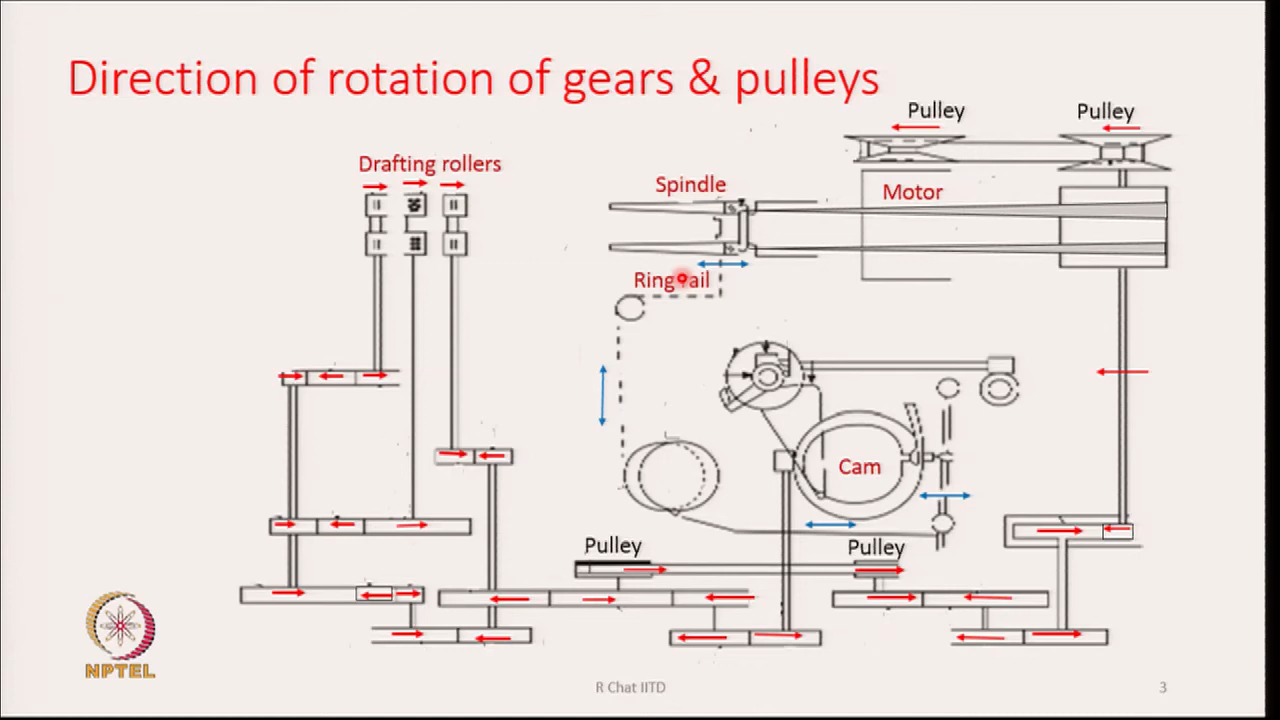 Direction of rotation of gears & pulleys
Pulley
Pulley
Drafting rollers
Spindle
Motor
Ring ail
Cam
Pulley
Pulley
NPTEL
R Chat IITD
3